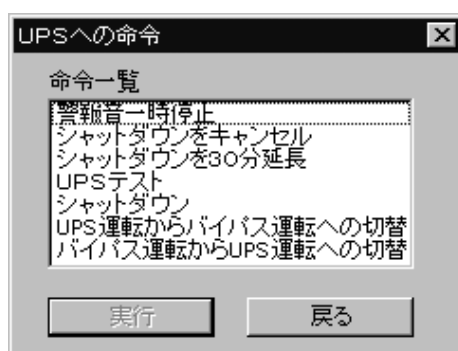 UPSへの命令
命令一覧
警報音一時停止
シャットダウンをキャンセル
シャットダウンを30分延長
UPSテスト
シャットダウン
UPS運転からバイパス運転への切替
バイパス運転からUPS運転への切替
実行
戻る